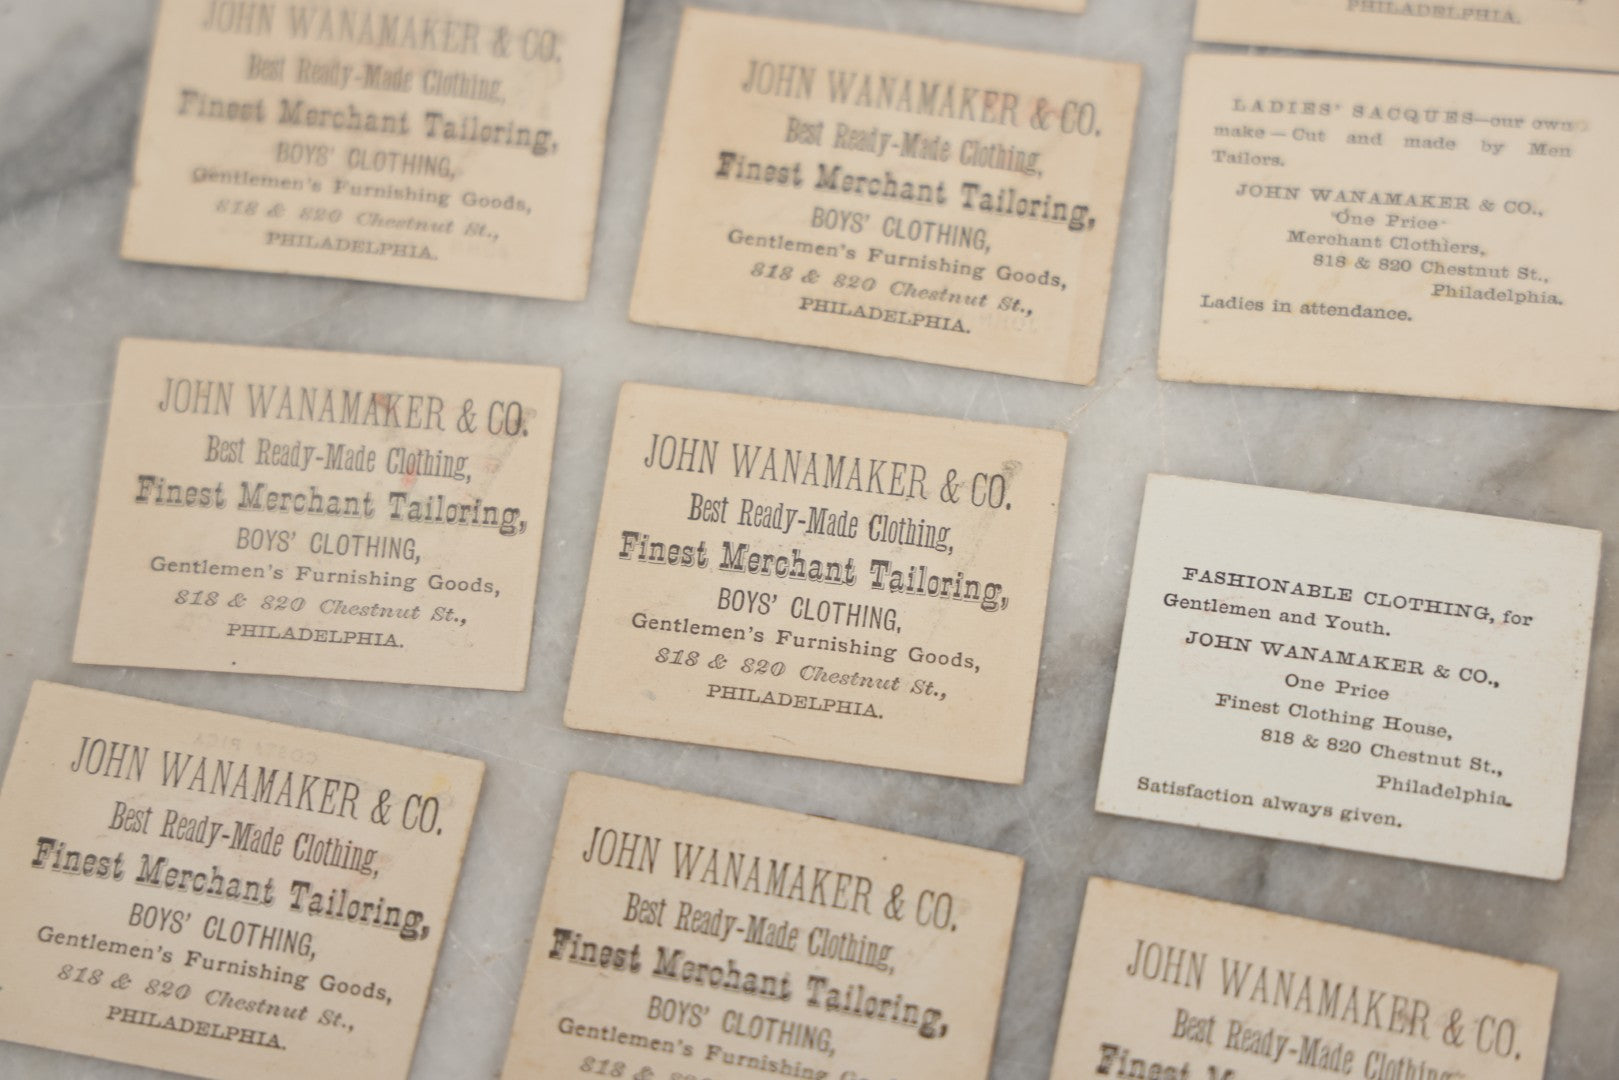 JOHN WANAMAKER & CO.
Best Ready-Made Clothing,
Finest Merchant Tailoring,
BOYS' CLOTHING,
Gentlemen's Furnishing Goods,
818 & 820 Chestnut St.,
PHILADELPHIA.
JOHN WANAMAKER & CO.
Best Ready-Made Clothing,
Finest Merchant Tailoring,
BOYS' CLOTHING,
Gentlemen's Furnishing Goods,
818 & 820 Chestnut St.,
PHILADELPHIA.
PHILADELPHIA.
LADIES' SACQUES—our own
make — Cut and made by Men
Tailors.
JOHN WANAMAKER & CO.,
One Price
Merchant Clothiers,
818 & 820 Chestnut St.,
Philadelphia.
Ladies in attendance.
JOHN WANAMAKER & CO.
Best Ready-Made Clothing,
Finest Merchant Tailoring,
BOYS' CLOTHING,
Gentlemen's Furnishing Goods,
818 & 820 Chestnut St.,
PHILADELPHIA.
JOHN WANAMAKER & CO.
Best Ready-Made Clothing,
Finest Merchant Tailoring,
BOYS' CLOTHING,
Gentlemen's Furnishing Goods,
818 & 820 Chestnut St.,
PHILADELPHIA.
FASHIONABLE CLOTHING, for
Gentlemen and Youth.
JOHN WANAMAKER & CO.,
One Price
Finest Clothing House,
818 & 820 Chestnut St.,
Philadelphia.
Satisfaction always given.
JOHN WANAMAKER & CO.
Best Ready-Made Clothing,
Finest Merchant Tailoring,
BOYS' CLOTHING,
Gentlemen's Furnishing Goods,
818 & 820 Chestnut St.,
PHILADELPHIA.
JOHN WANAMAKER & CO.
Best Ready-Made Clothing,
Finest Merchant Tailoring,
BOYS' CLOTHING,
Gentlemen's Furnishing Goods,
818 & 820 Chestnut St.,
JOHN WANAMAKER & CO.
Best Ready-Made Clothing,
Finest